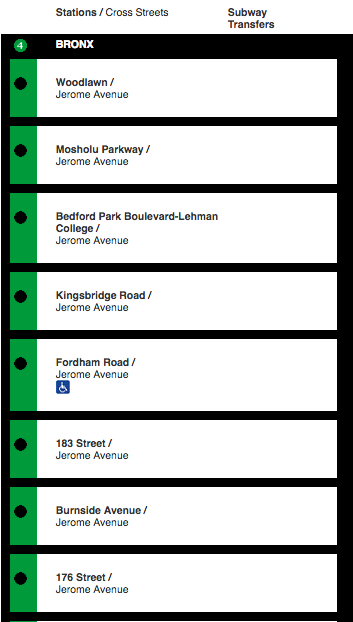 Stations / Cross Streets Subway
Transfers
4 BRONX
Woodlawn /
Jerome Avenue
Mosholu Parkway /
Jerome Avenue
Bedford Park Boulevard-Lehman
College /
Jerome Avenue
Kingsbridge Road /
Jerome Avenue
Fordham Road /
Jerome Avenue
183 Street /
Jerome Avenue
Burnside Avenue /
Jerome Avenue
176 Street /
Jerome Avenue